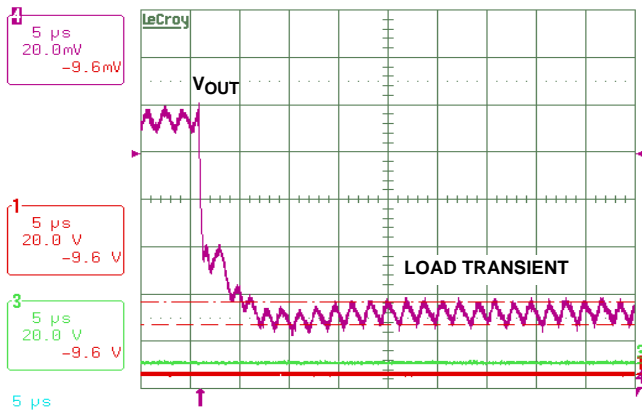 4
5 µs
20.0mV
-9.6mV
LeCroy
VOUT
1
5 µs
20.0 V
-9.6 V
LOAD TRANSIENT
3
5 µs
20.0 V
-9.6 V
5 µs